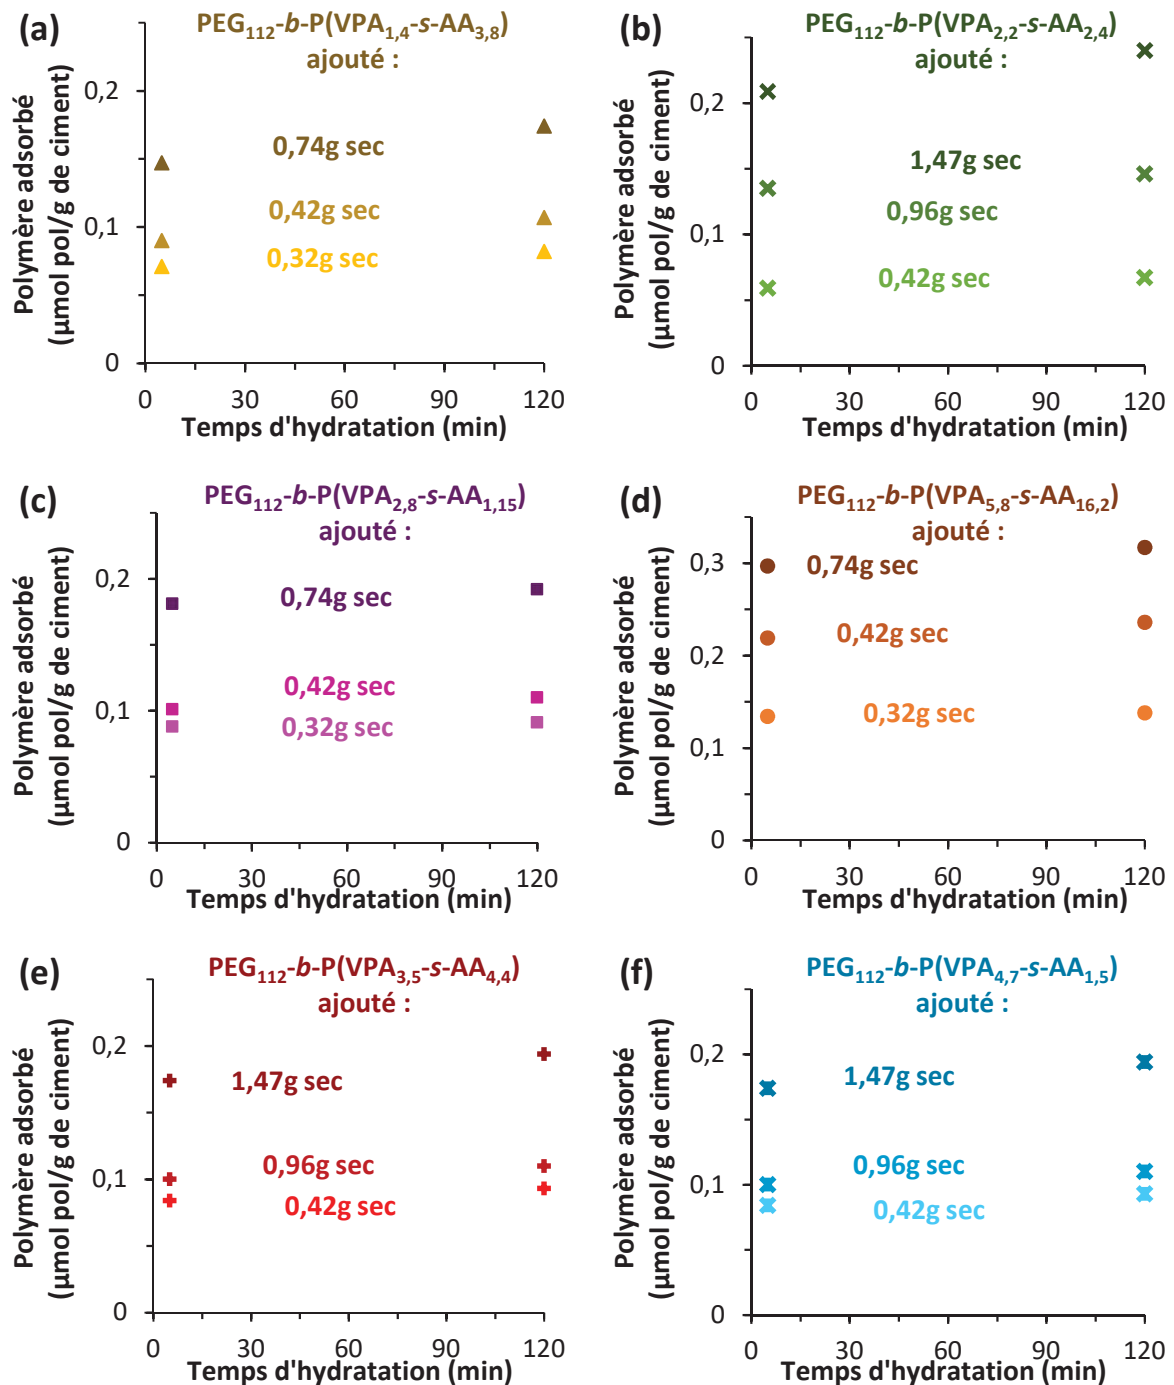 (a)
PEG112-b-P(VPA1,4-s-AA3,8)
ajouté :
Polymère adsorbé
(µmol pol/g de ciment)
0,2
0,1
0
0,74g sec
0,42g sec
0,32g sec
0 30 60 90 120
Temps d'hydratation (min)
(b)
PEG112-b-P(VPA2,2-s-AA2,4)
ajouté :
Polymère adsorbé
(µmol pol/g de ciment)
0,2
0,1
0
1,47g sec
0,96g sec
0,42g sec
0 30 60 90 120
Temps d'hydratation (min)
(c)
PEG112-b-P(VPA2,8-s-AA1,15)
ajouté :
Polymère adsorbé
(µmol pol/g de ciment)
0,2
0,1
0
0,74g sec
0,42g sec
0,32g sec
0 30 60 90 120
Temps d'hydratation (min)
(d)
PEG112-b-P(VPA5,8-s-AA16,2)
ajouté :
Polymère adsorbé
(µmol pol/g de ciment)
0,3
0,2
0,1
0
0,74g sec
0,42g sec
0,32g sec
0 30 60 90 120
Temps d'hydratation (min)
(e)
PEG112-b-P(VPA3,5-s-AA4,4)
ajouté :
Polymère adsorbé
(µmol pol/g de ciment)
0,2
0,1
0
1,47g sec
0,96g sec
0,42g sec
0 30 60 90 120
Temps d'hydratation (min)
(f)
PEG112-b-P(VPA4,7-s-AA1,5)
ajouté :
Polymère adsorbé
(µmol pol/g de ciment)
0,2
0,1
0
1,47g sec
0,96g sec
0,42g sec
0 30 60 90 120
Temps d'hydratation (min)